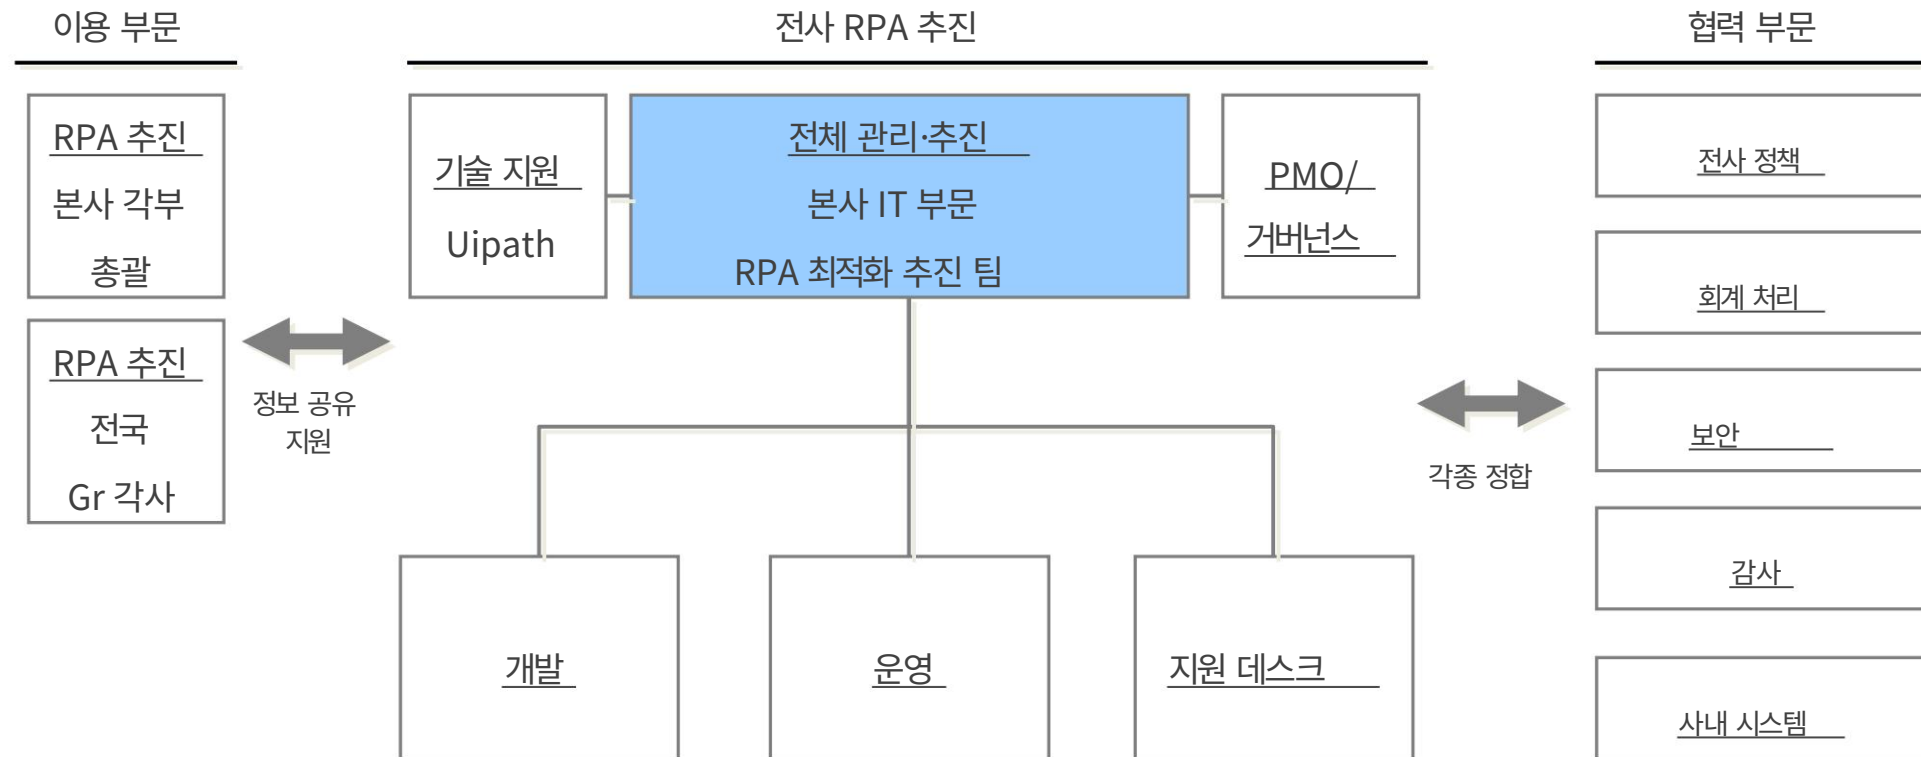 이용 부문
전사 RPA 추진
협력 부문
RPA 추진
본사 각부
총괄
RPA 추진
전국
Gr 각사
정보 공유
지원
기술 지원
Uipath
전체 관리·추진
본사 IT 부문
RPA 최적화 추진 팀
PMO/
거버넌스
개발
운영
지원 데스크
각종 정합
전사 정책
회계 처리
보안
감사
사내 시스템